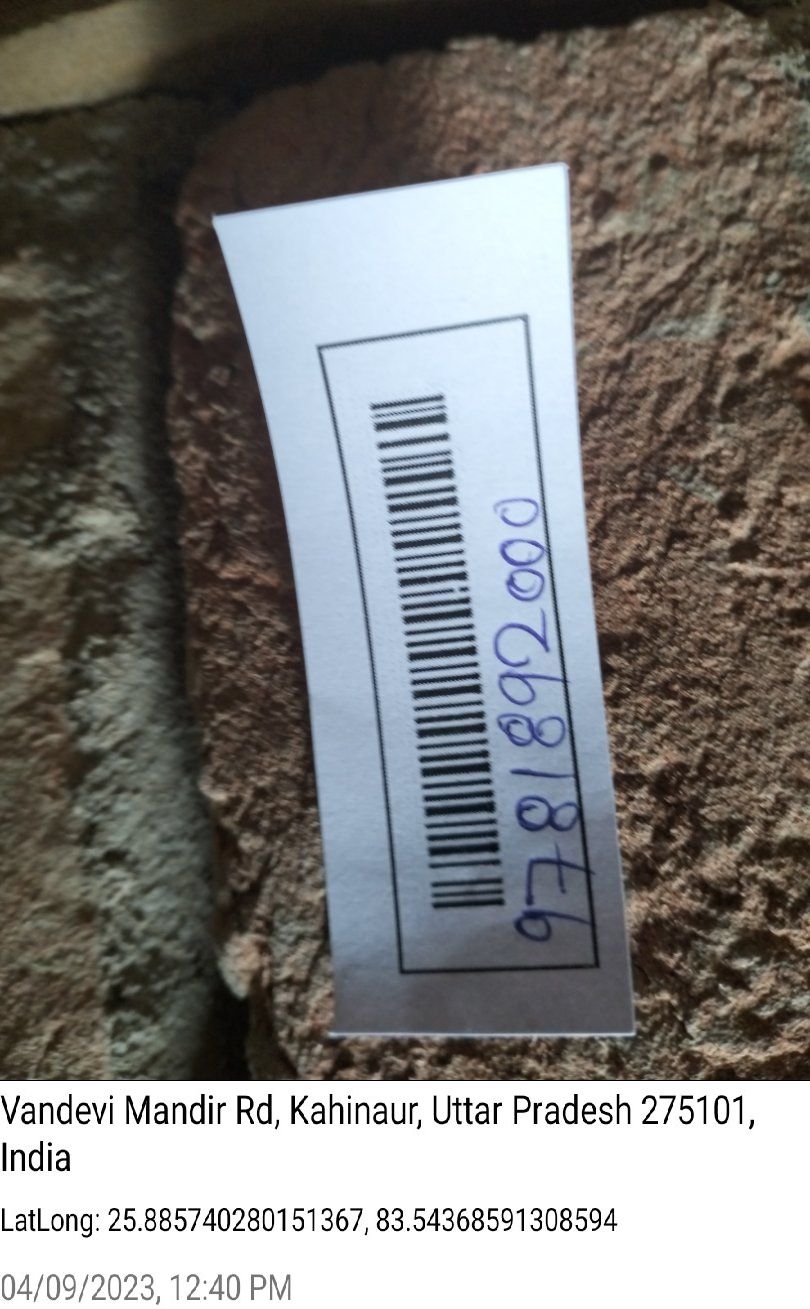 9781892000
Vandevi Mandir Rd, Kahinaur, Uttar Pradesh 275101,
India
LatLong: 25.885740280151367, 83.54368591308594
04/09/2023, 12:40 PM